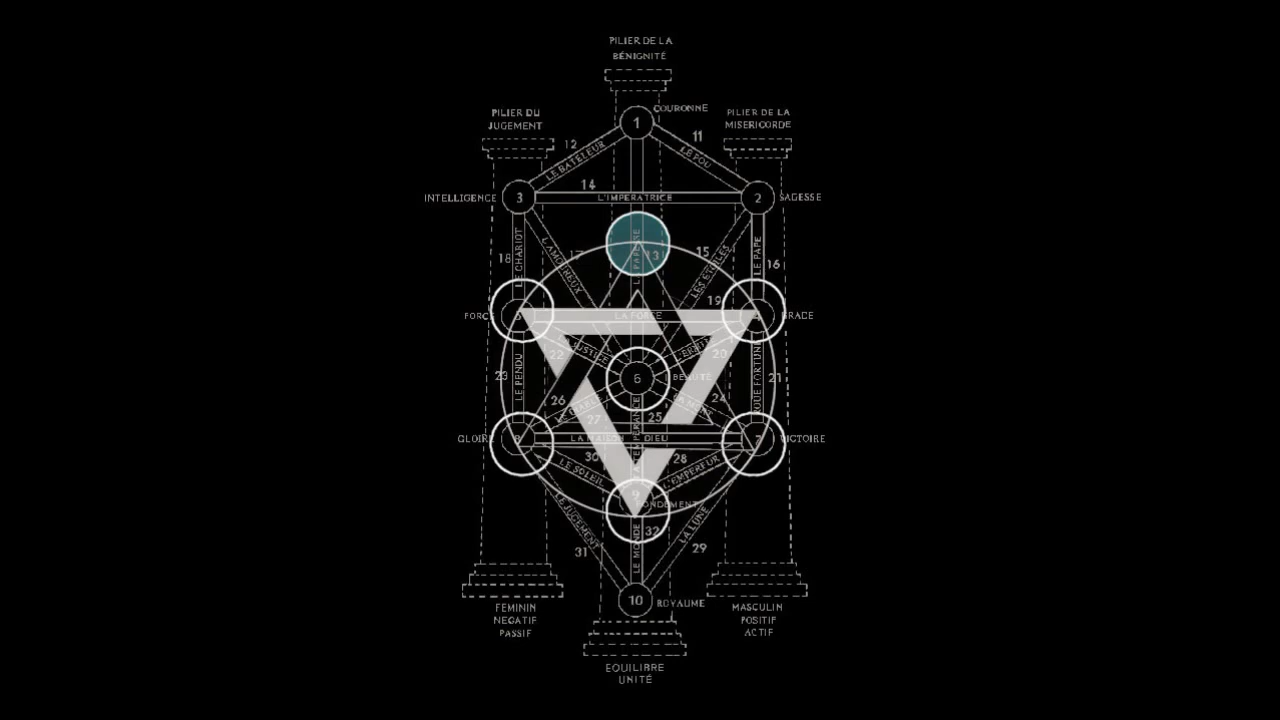 PILIER DE LA
BÉNIGNITÉ
PILIER DU
JUGEMENT
COURONNE
PILIER DE LA
MISERICORDE
1
12
LE BATELEUR
11
LE FOU
14
L'IMPERATRICE
INTELLIGENCE
3
2
SAGESSE
18
LE CHARIOT
L'AMOUREUX
17
13
15
LES ETOILES
LE PAPE
16
19
FORCE
LA FORCE
4
GRACE
22
20
23
LE PENDU
6
BEAUTÉ
21
26
27
25
24
GLOIRE
8
LA MAISON DIEU
7
VICTOIRE
30
LE SOLEIL
28
L'EMPEREUR
9
FONDEMENT
LE JUGEMENT
LE MONDE
32
LA LUNE
31
29
10
ROYAUME
FEMININ
NEGATIF
PASSIF
MASCULIN
POSITIF
ACTIF
EQUILIBRE
UNITÉ